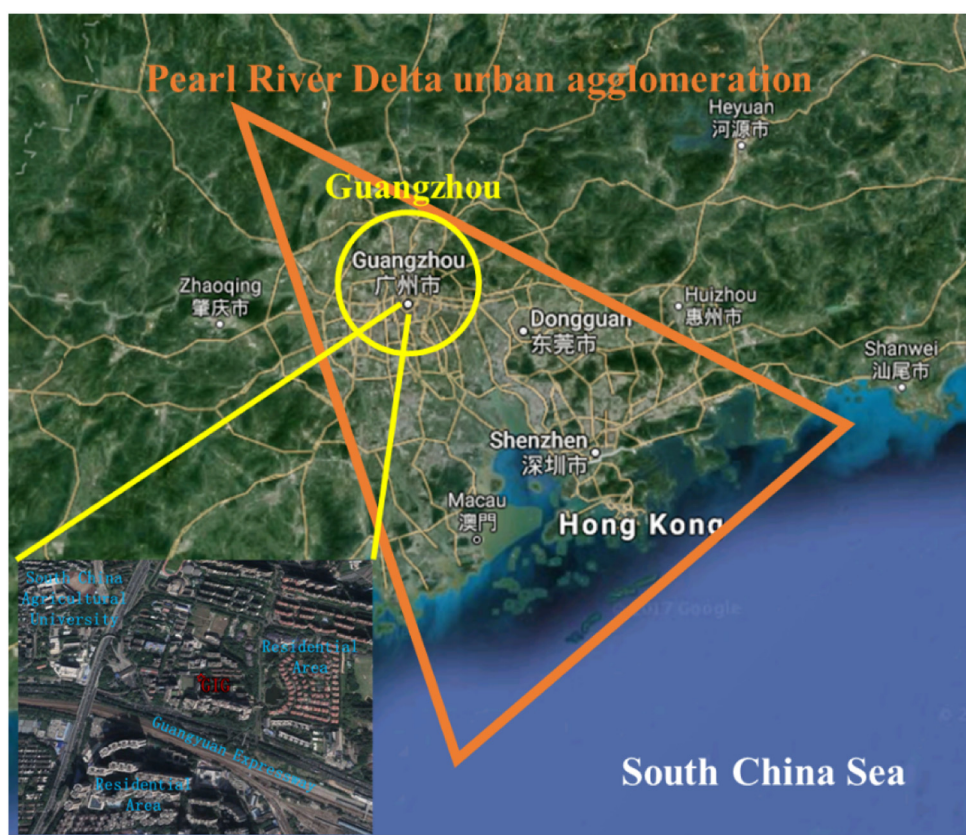 Pearl River Delta urban agglomeration
Heyuan
河源市
Guangzhou
Guangzhou
广州市
Zhaoqing
肇庆市
Huizhou
惠州市
Dongguan
东莞市
Shanwei
汕尾市
Shenzhen
深圳市
Macau
澳門
Hong Kong
South China
Agricultural
University
2017 Google
Residential
Area
GIG
Guangyuan Expressway
Residential
Area
South China Sea